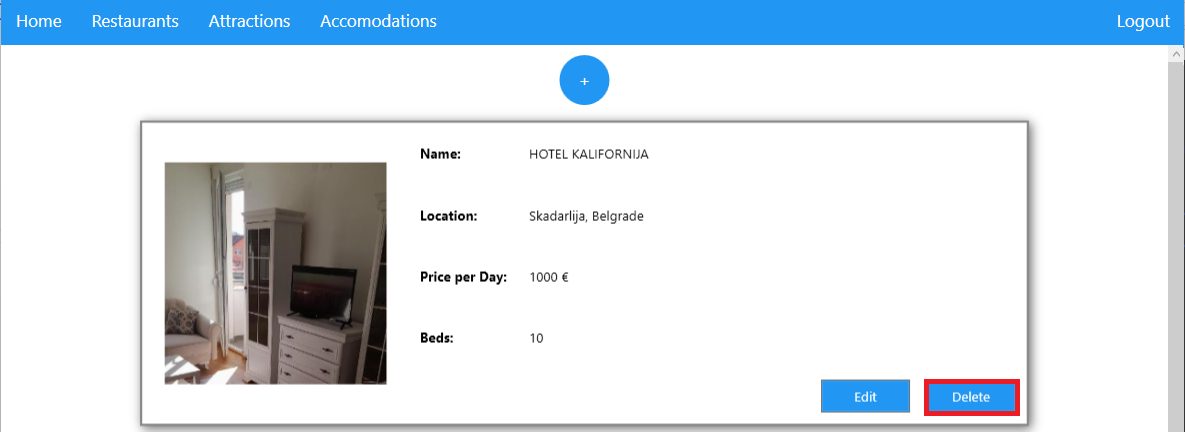 Home Restaurants Attractions Accomodations Logout
+
Name: HOTEL KALIFORNIJA
Location: Skadarlija, Belgrade
Price per Day: 1000 €
Beds: 10
Edit Delete